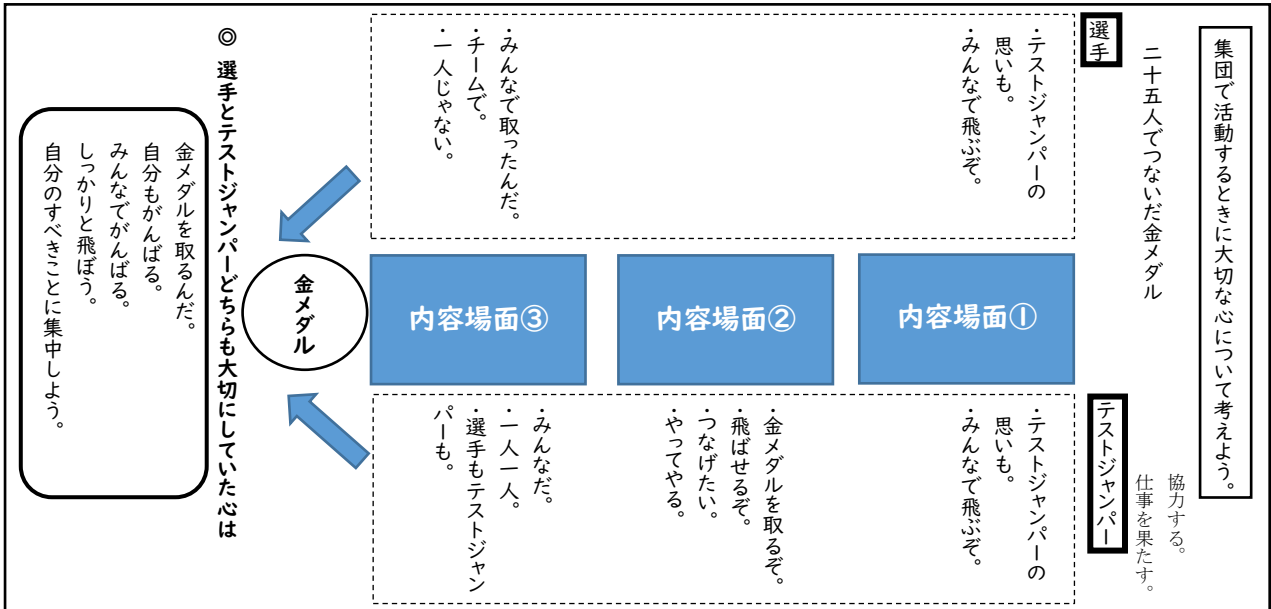 集団で活動するときに大切な心について考えよう。
協力する。
仕事を果たす。
二十五人でつないだ金メダル
選手
・テストジャンパーの
思いも。
・みんなで飛ぶぞ。
・みんなで取ったんだ。
・チームで。
・一人じゃない。
内容場面①
内容場面②
内容場面③
テストジャンパー
・テストジャンパーの
思いも。
・みんなで飛ぶぞ。
・金メダルを取るぞ。
・飛ばせるぞ。
・つなげたい。
・やってやる。
・みんなだ。
・一人一人。
・選手もテストジャン
パーも。
金メダル
◎ 選手とテストジャンパーどちらも大切にしていた心は
金メダルを取るんだ。
自分もがんばる。
みんなでがんばる。
しっかりと飛ぼう。
自分のすべきことに集中しよう。